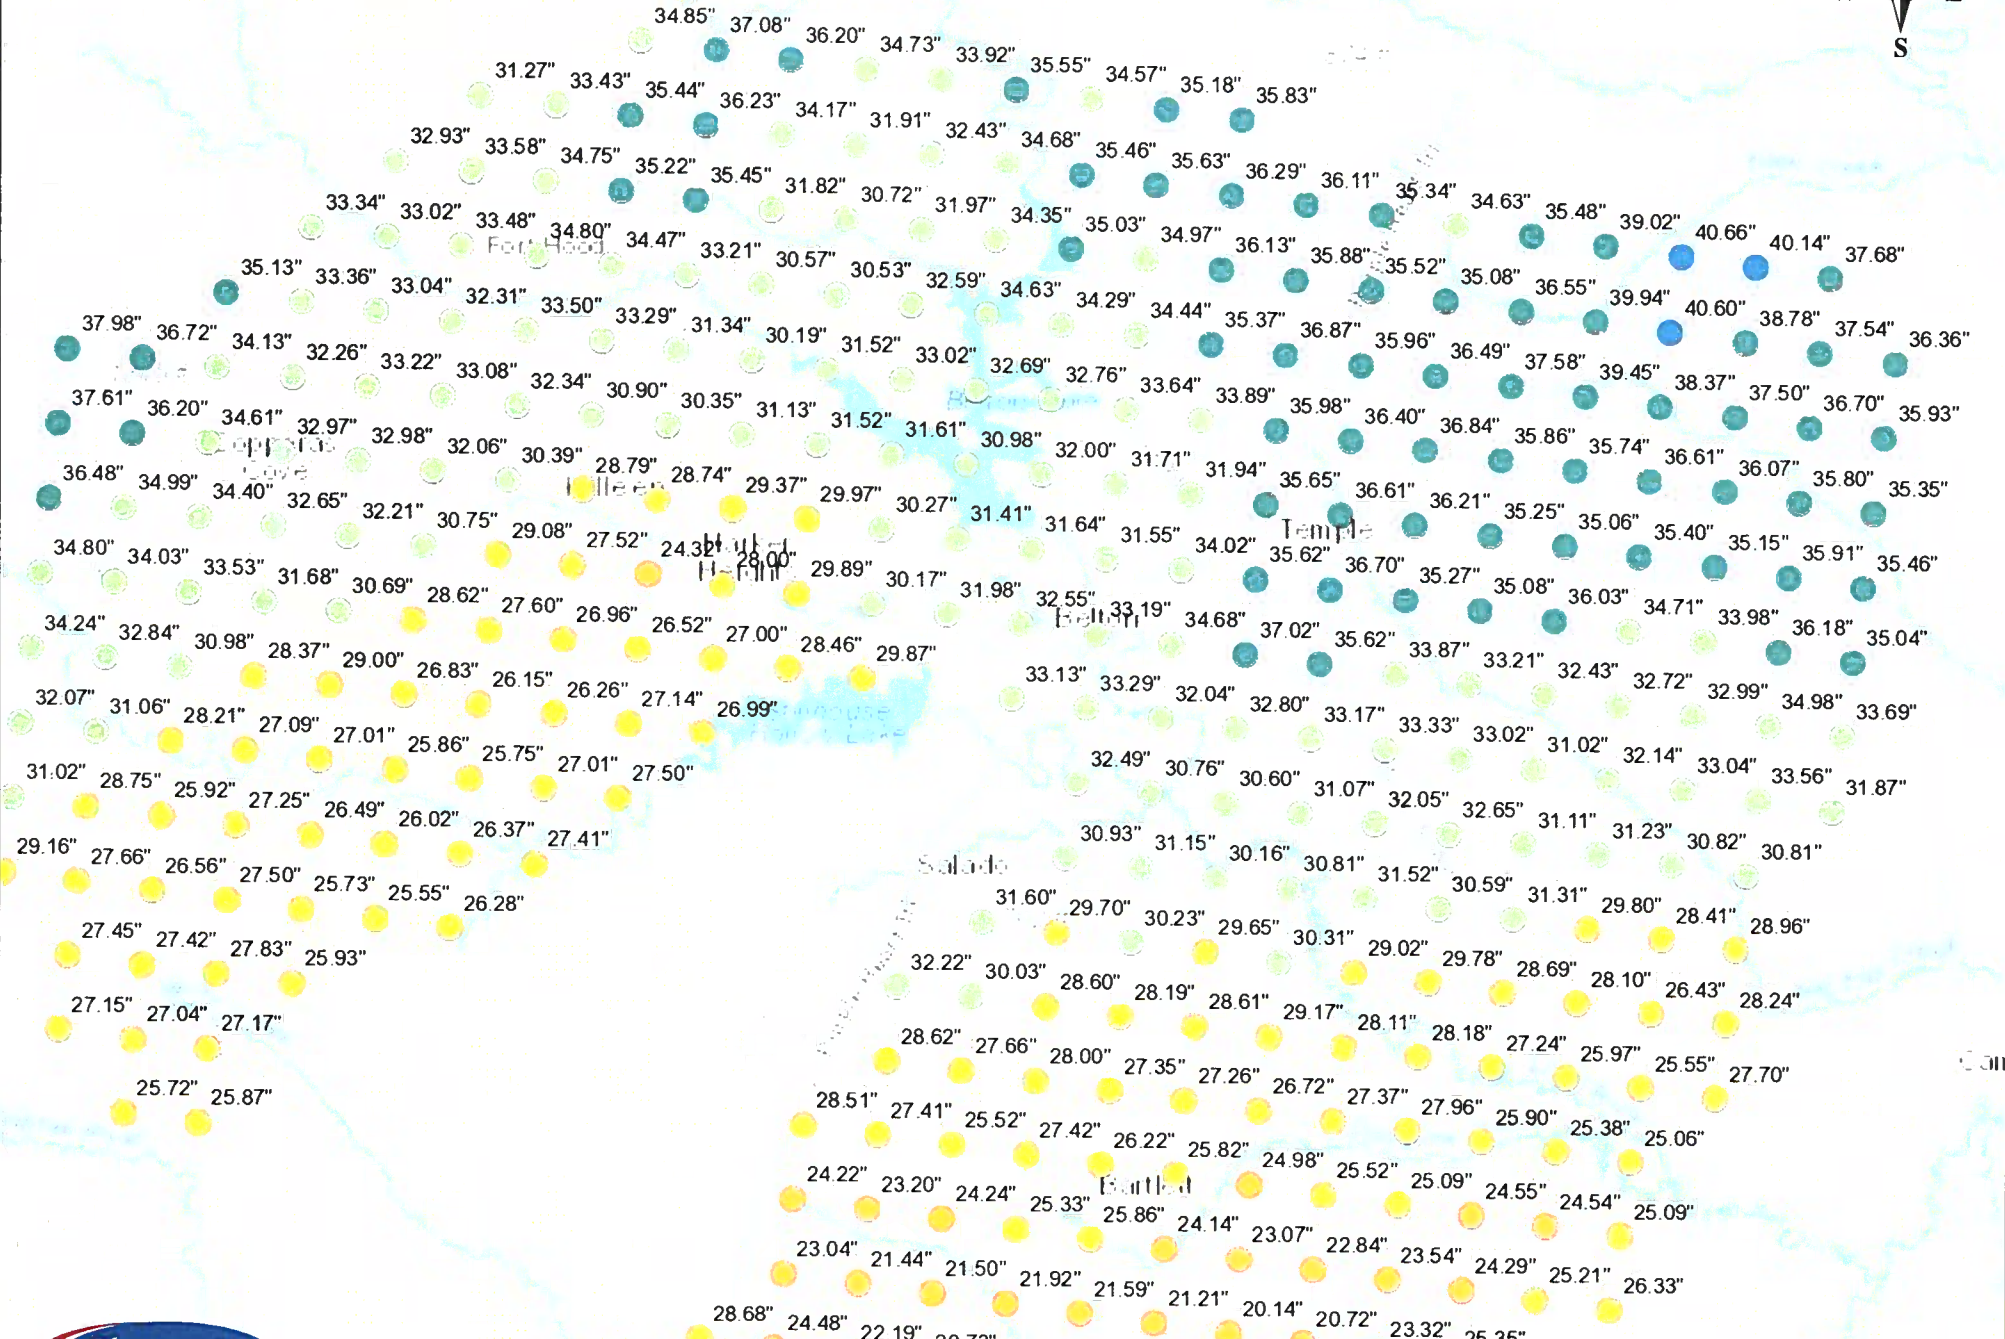 S
34.85" 37.08" 36.20" 34.73" 33.92" 35.55" 34.57" 35.18" 35.83"
31.27" 33.43" 35.44" 36.23" 34.17" 31.91" 32.43" 34.68" 35.46" 35.63" 36.29" 36.11" 35.34" 34.63" 35.48" 39.02" 40.66" 40.14" 37.68"
32.93" 33.58" 34.75" 35.22" 35.45" 31.82" 30.72" 31.97" 34.35" 35.03" 34.97" 36.13" 35.88" 35.52" 35.08" 36.55" 39.94" 40.60" 38.78" 37.54" 36.36"
33.34" 33.02" 33.48" 34.80" 34.47" 33.21" 30.57" 30.53" 32.59" 34.63" 34.29" 34.44" 35.37" 36.87" 35.96" 36.49" 37.58" 39.45" 38.37" 37.50" 36.70" 35.93"
Fort Hood
35.13" 33.36" 33.04" 32.31" 33.50" 33.29" 31.34" 30.19" 31.52" 33.02" 32.69" 32.76" 33.64" 33.89" 35.98" 36.40" 36.84" 35.86" 35.74" 36.61" 36.07" 35.80" 35.35"
37.98" 36.72" 34.13" 32.26" 33.22" 33.08" 32.34" 30.90" 30.35" 31.13" 31.52" 31.61" 30.98" 32.00" 31.71" 31.94" 35.65" 36.61" 36.21" 35.25" 35.06" 35.40" 35.15" 35.91" 35.46"
37.61" 36.20" 34.61" 32.97" 32.98" 32.06" 30.39" 28.79" 28.74" 29.37" 29.97" 30.27" 31.41" 31.64" 31.55" 34.02" 35.62" 36.70" 35.27" 35.08" 36.03" 34.71" 33.98" 36.18" 35.04"
Copperas
Cove
Killeen
Temple
36.48" 34.99" 34.40" 32.65" 32.21" 30.75" 29.08" 27.52" 24.32" 28.00" 29.89" 30.17" 31.98" 32.55" 33.19" 34.68" 37.02" 35.62" 33.87" 33.21" 32.43" 32.72" 32.99" 34.98" 33.69"
Harker
Height
Belton
34.80" 34.03" 33.53" 31.68" 30.69" 28.62" 27.60" 26.96" 26.52" 27.00" 28.46" 29.87"
33.13" 33.29" 32.04" 32.80" 33.17" 33.33" 33.02" 31.02" 32.14" 33.04" 33.56" 31.87"
34.24" 32.84" 30.98" 28.37" 29.00" 26.83" 26.15" 26.26" 27.14" 26.99"
32.07" 31.06" 28.21" 27.09" 27.01" 25.86" 25.75" 27.01" 27.50"
32.49" 30.76" 30.60" 31.07" 32.05" 32.65" 31.11" 31.23" 30.82" 30.81"
31.02" 28.75" 25.92" 27.25" 26.49" 26.02" 26.37" 27.41"
30.93" 31.15" 30.16" 30.81" 31.52" 30.59" 31.31" 29.80" 28.41" 28.96"
Salado
29.16" 27.66" 26.56" 27.50" 25.73" 25.55" 26.28"
31.60" 29.70" 30.23" 29.65" 30.31" 29.02" 29.78" 28.69" 28.10" 26.43" 28.24"
27.45" 27.42" 27.83" 25.93"
32.22" 30.03" 28.60" 28.19" 28.61" 29.17" 28.11" 28.18" 27.24" 25.97" 25.55" 27.70"
27.15" 27.04" 27.17"
28.62" 27.66" 28.00" 27.35" 27.26" 26.72" 27.37" 27.96" 25.90" 25.38" 25.06"
25.72" 25.87"
28.51" 27.41" 25.52" 27.42" 26.22" 25.82" 24.98" 25.52" 25.09" 24.55" 24.54" 25.09"
Bartlett
24.22" 23.20" 24.24" 25.33" 25.86" 24.14" 23.07" 22.84" 23.54" 24.29" 25.21" 26.33"
23.04" 21.44" 21.50" 21.92" 21.59" 21.21" 20.14" 20.72" 23.32" 25.35"
28.68" 24.48" 22.19"